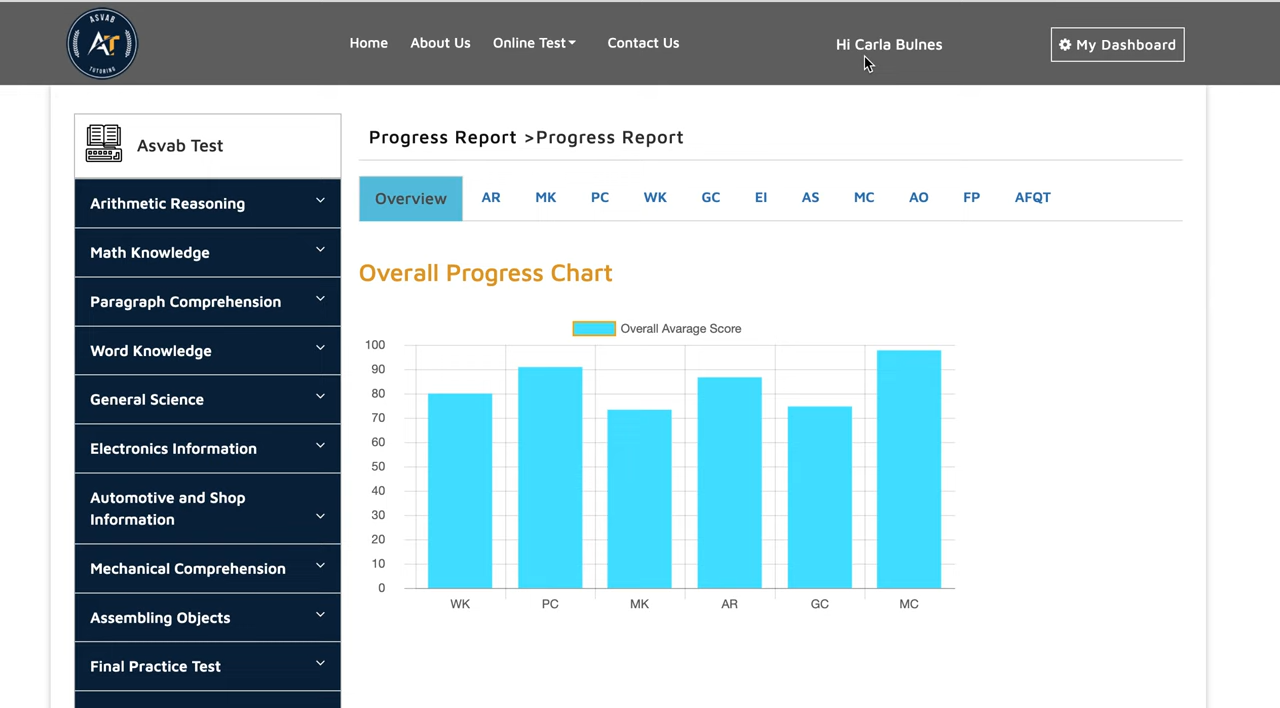 ASVAB
AT
TUTORING
Home
About Us
Online Test
Contact Us
Hi Carla Bulnes
My Dashboard
Asvab Test
Arithmetic Reasoning
Math Knowledge
Paragraph Comprehension
Word Knowledge
General Science
Electronics Information
Automotive and Shop
Information
Mechanical Comprehension
Assembling Objects
Final Practice Test
Progress Report >Progress Report
Overview
AR
MK
PC
WK
GC
EI
AS
MC
AO
FP
AFQT
Overall Progress Chart
Overall Avarage Score
100
90
80
70
60
50
40
30
20
10
0
WK
PC
MK
AR
GC
MC